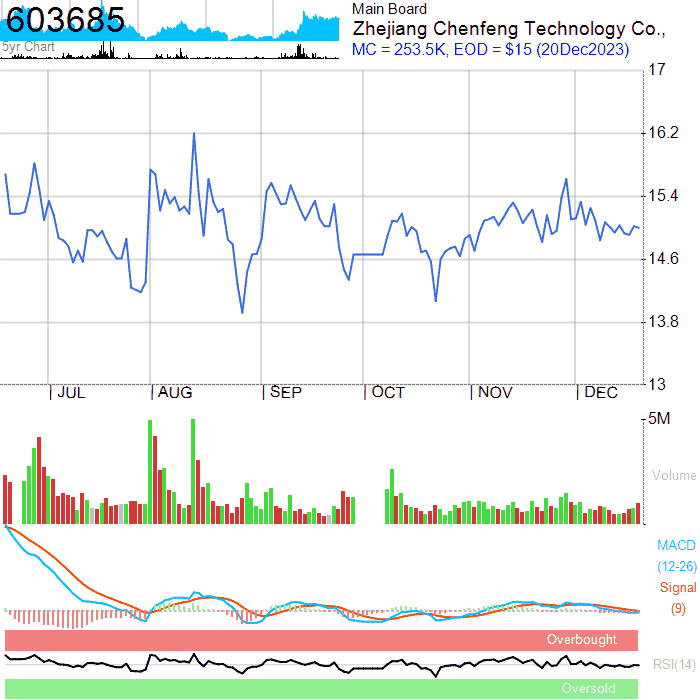 603685
5yr Chart
Main Board
Zhejiang Chenfeng Technology Co.,
MC = 253.5K, EOD = $15 (20Dec2023)
17
16.2
15.4
14.6
13.8
13
JUL AUG SEP OCT NOV DEC
5M
Volume
MACD
(12-26)
Signal
(9)
Overbought
RSI(14)
Oversold